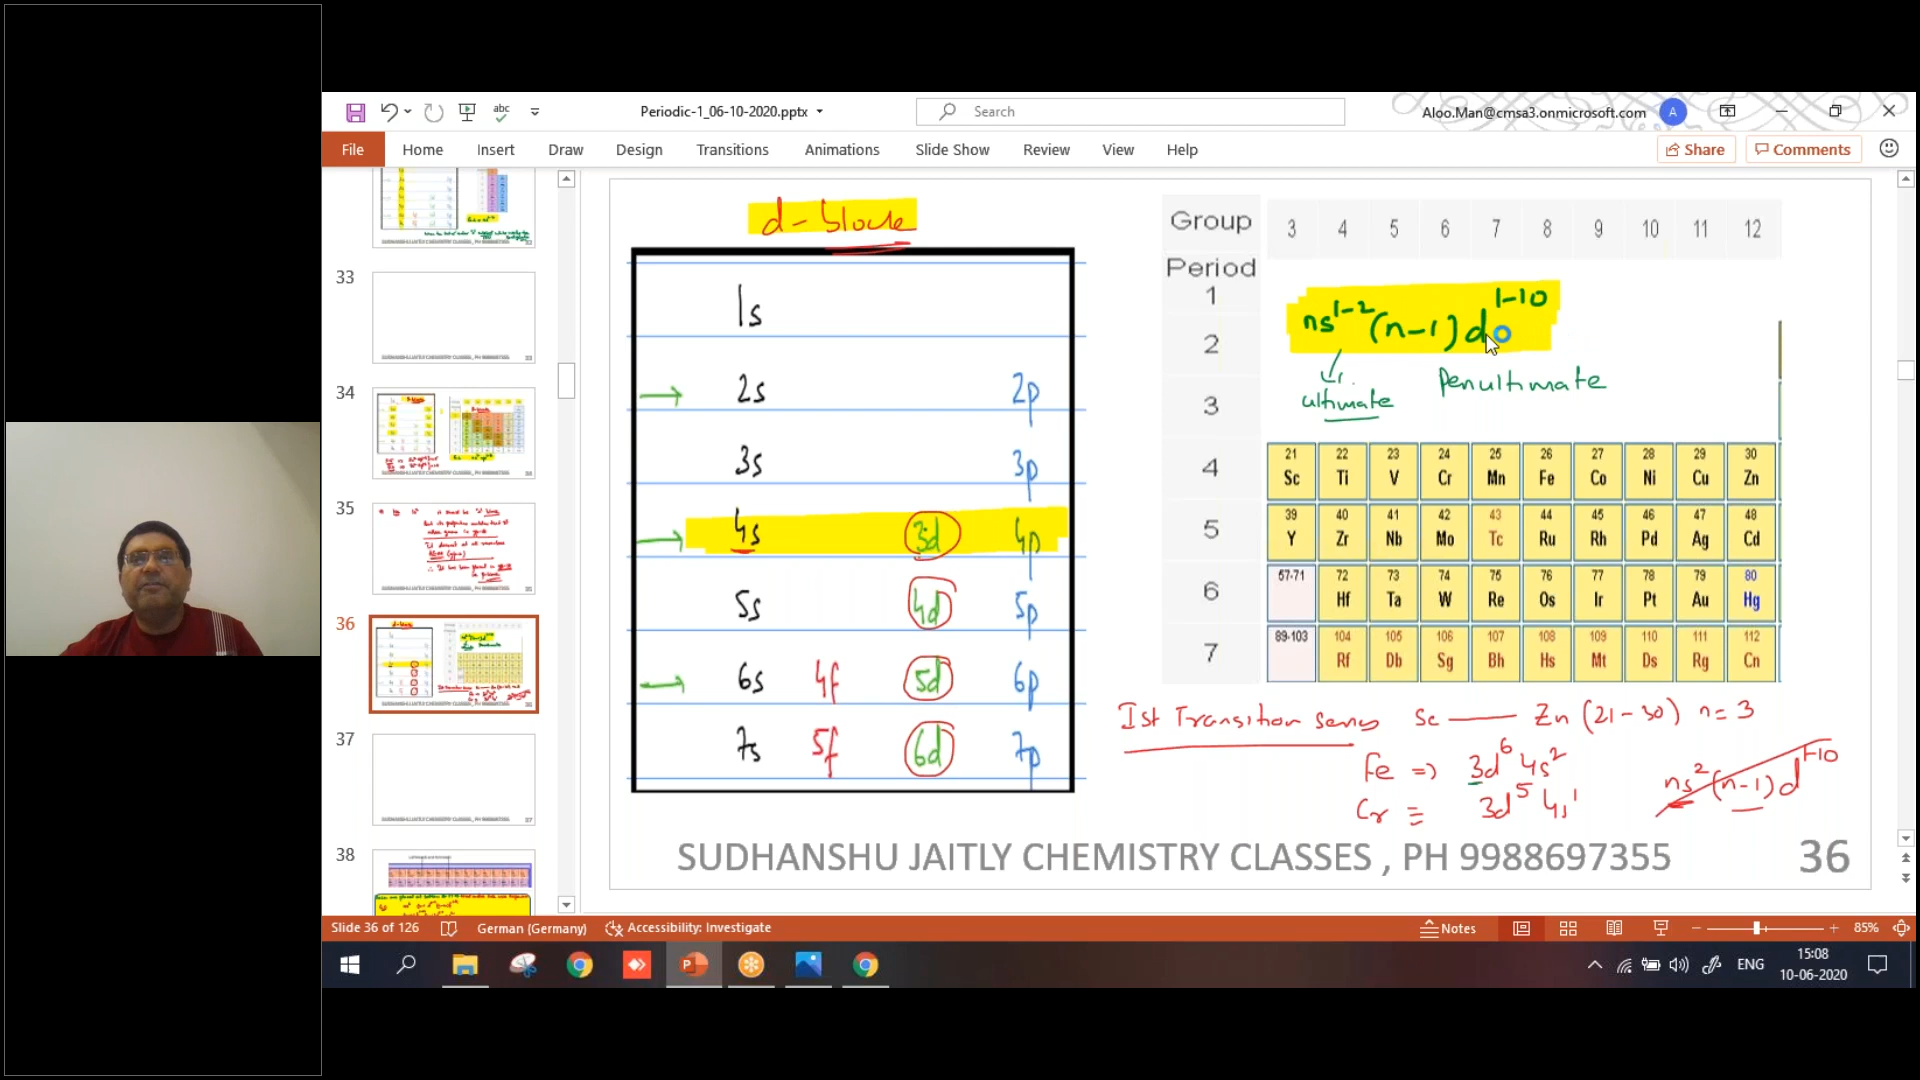 Periodic-1_06-10-2020.pptx
Search
Aloo.Man@cmsa3.onmicrosoft.com
A
File Home Insert Draw Design Transitions Animations Slide Show Review View Help
Share
Comments
33
34
35
36
37
38
d-block
1s
2s 2p
3s 3p
4s 3d 4p
5s 4d 5p
6s 4f 5d 6p
7s 5f 6d 7p
Group 3 4 5 6 7 8 9 10 11 12
Period
1
2
3
4
5
6
7
ns¹⁻² (n-1) d¹⁻¹⁰
ultimate
Penultimate
21 22 23 24 25 26 27 28 29 30
Sc Ti V Cr Mn Fe Co Ni Cu Zn
39 40 41 42 43 44 45 46 47 48
Y Zr Nb Mo Tc Ru Rh Pd Ag Cd
57-71 72 73 74 75 76 77 78 79 80
Hf Ta W Re Os Ir Pt Au Hg
89-103 104 105 106 107 108 109 110 111 112
Rf Db Sg Bh Hs Mt Ds Rg Cn
Ist Transition Series Sc — Zn (21-30) n=3
Fe => 3d⁶ 4s²
Cr = 3d⁵ 4s¹
ns² (n-1) d¹⁻¹⁰
SUDHANSHU JAITLY CHEMISTRY CLASSES , PH 9988697355 36
Slide 36 of 126 German (Germany) Accessibility: Investigate
Notes 85%
ENG
15:08
10-06-2020